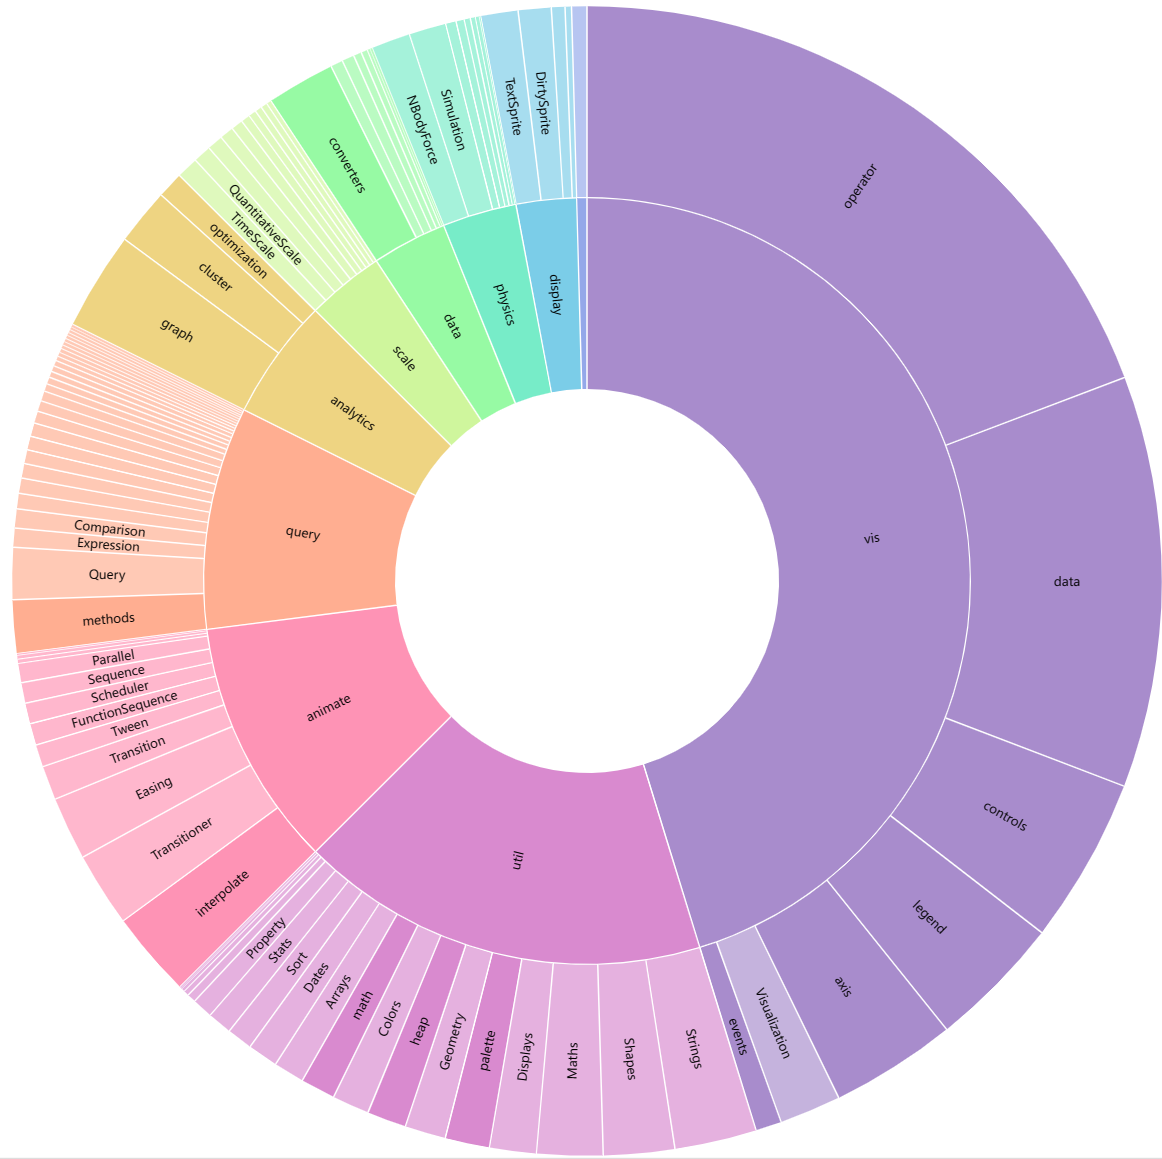 vis
util
animate
query
analytics
scale
data
physics
display
operator
data
controls
legend
axis
Visualization
events
Strings
Shapes
Maths
Displays
palette
Geometry
heap
Colors
math
Arrays
Dates
Sort
Stats
Property
interpolate
Transitioner
Easing
Transition
Tween
FunctionSequence
Scheduler
Sequence
Parallel
methods
Query
Expression
Comparison
graph
cluster
optimization
TimeScale
QuantitativeScale
converters
NBodyForce
Simulation
TextSprite
DirtySprite